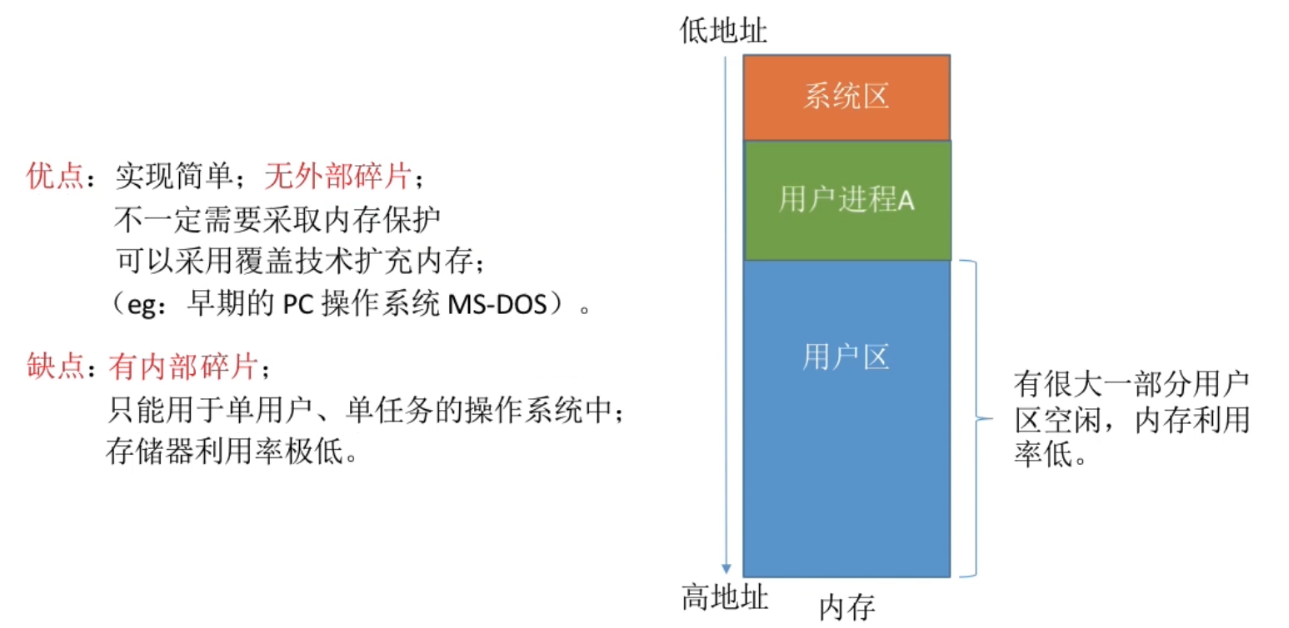 优点：实现简单；无外部碎片；
不一定需要采取内存保护
可以采用覆盖技术扩充内存；
（eg：早期的 PC 操作系统 MS-DOS）。
缺点：有内部碎片；
只能用于单用户、单任务的操作系统中；
存储器利用率极低。
低地址
系统区
用户进程A
用户区
有很大一部分用户
区空闲，内存利用
率低。
高地址
内存